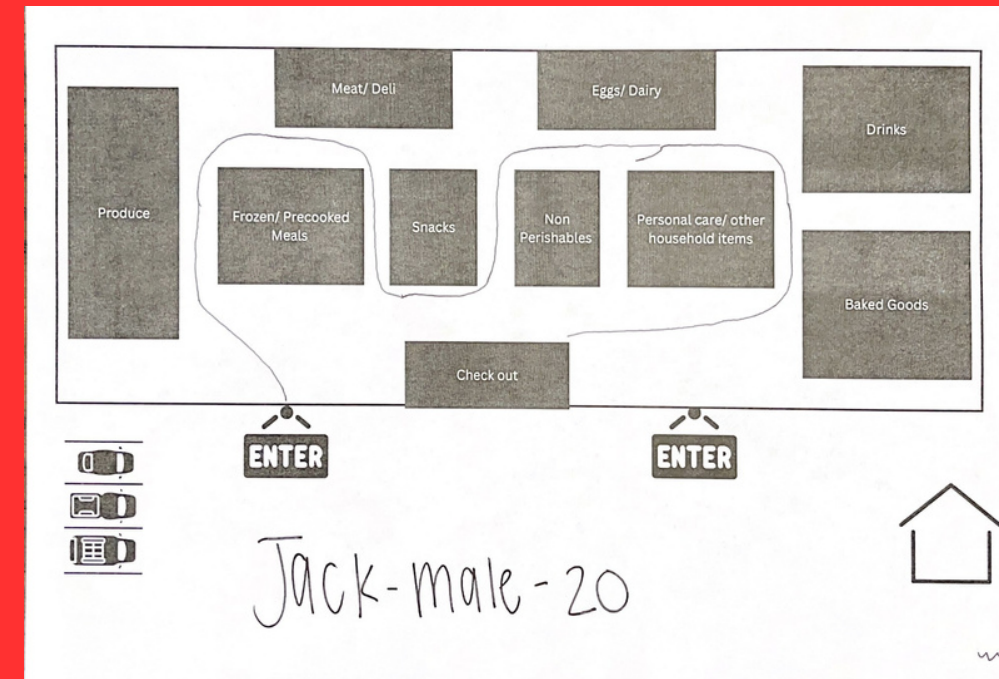 Meat/ Deli
Eggs/ Dairy
Drinks
Produce
Frozen/ Precooked
Meals
Snacks
Non
Perishables
Personal care/ other
household items
Baked Goods
Check out
ENTER
ENTER
Jack-male-20